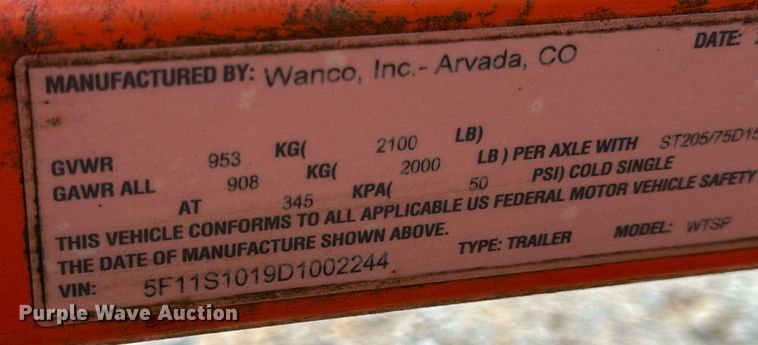 MANUFACTURED BY: Wanco, Inc.- Arvada, CO DATE:
GVWR 953 KG( 2100 LB)
GAWR ALL 908 KG( 2000 LB ) PER AXLE WITH ST205/75D15
AT 345 KPA( 50 PSI) COLD SINGLE
THIS VEHICLE CONFORMS TO ALL APPLICABLE US FEDERAL MOTOR VEHICLE SAFETY
THE DATE OF MANUFACTURE SHOWN ABOVE.
VIN: 5F11S1019D1002244 TYPE: TRAILER MODEL: WTSP
Purple Wave Auction